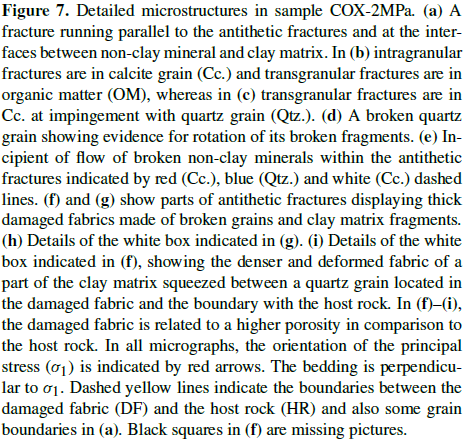 Figure 7. Detailed microstructures in sample COX-2MPa. (a) A
fracture running parallel to the antithetic fractures and at the inter-
faces between non-clay mineral and clay matrix. In (b) intragranular
fractures are in calcite grain (Cc.) and transgranular fractures are in
organic matter (OM), whereas in (c) transgranular fractures are in
Cc. at impingement with quartz grain (Qtz.). (d) A broken quartz
grain showing evidence for rotation of its broken fragments. (e) In-
cipient of flow of broken non-clay minerals within the antithetic
fractures indicated by red (Cc.), blue (Qtz.) and white (Cc.) dashed
lines. (f) and (g) show parts of antithetic fractures displaying thick
damaged fabrics made of broken grains and clay matrix fragments.
(h) Details of the white box indicated in (g). (i) Details of the white
box indicated in (f), showing the denser and deformed fabric of a
part of the clay matrix squeezed between a quartz grain located in
the damaged fabric and the boundary with the host rock. In (f)–(i),
the damaged fabric is related to a higher porosity in comparison to
the host rock. In all micrographs, the orientation of the principal
stress (σ₁) is indicated by red arrows. The bedding is perpendicu-
lar to σ₁. Dashed yellow lines indicate the boundaries between the
damaged fabric (DF) and the host rock (HR) and also some grain
boundaries in (a). Black squares in (f) are missing pictures.